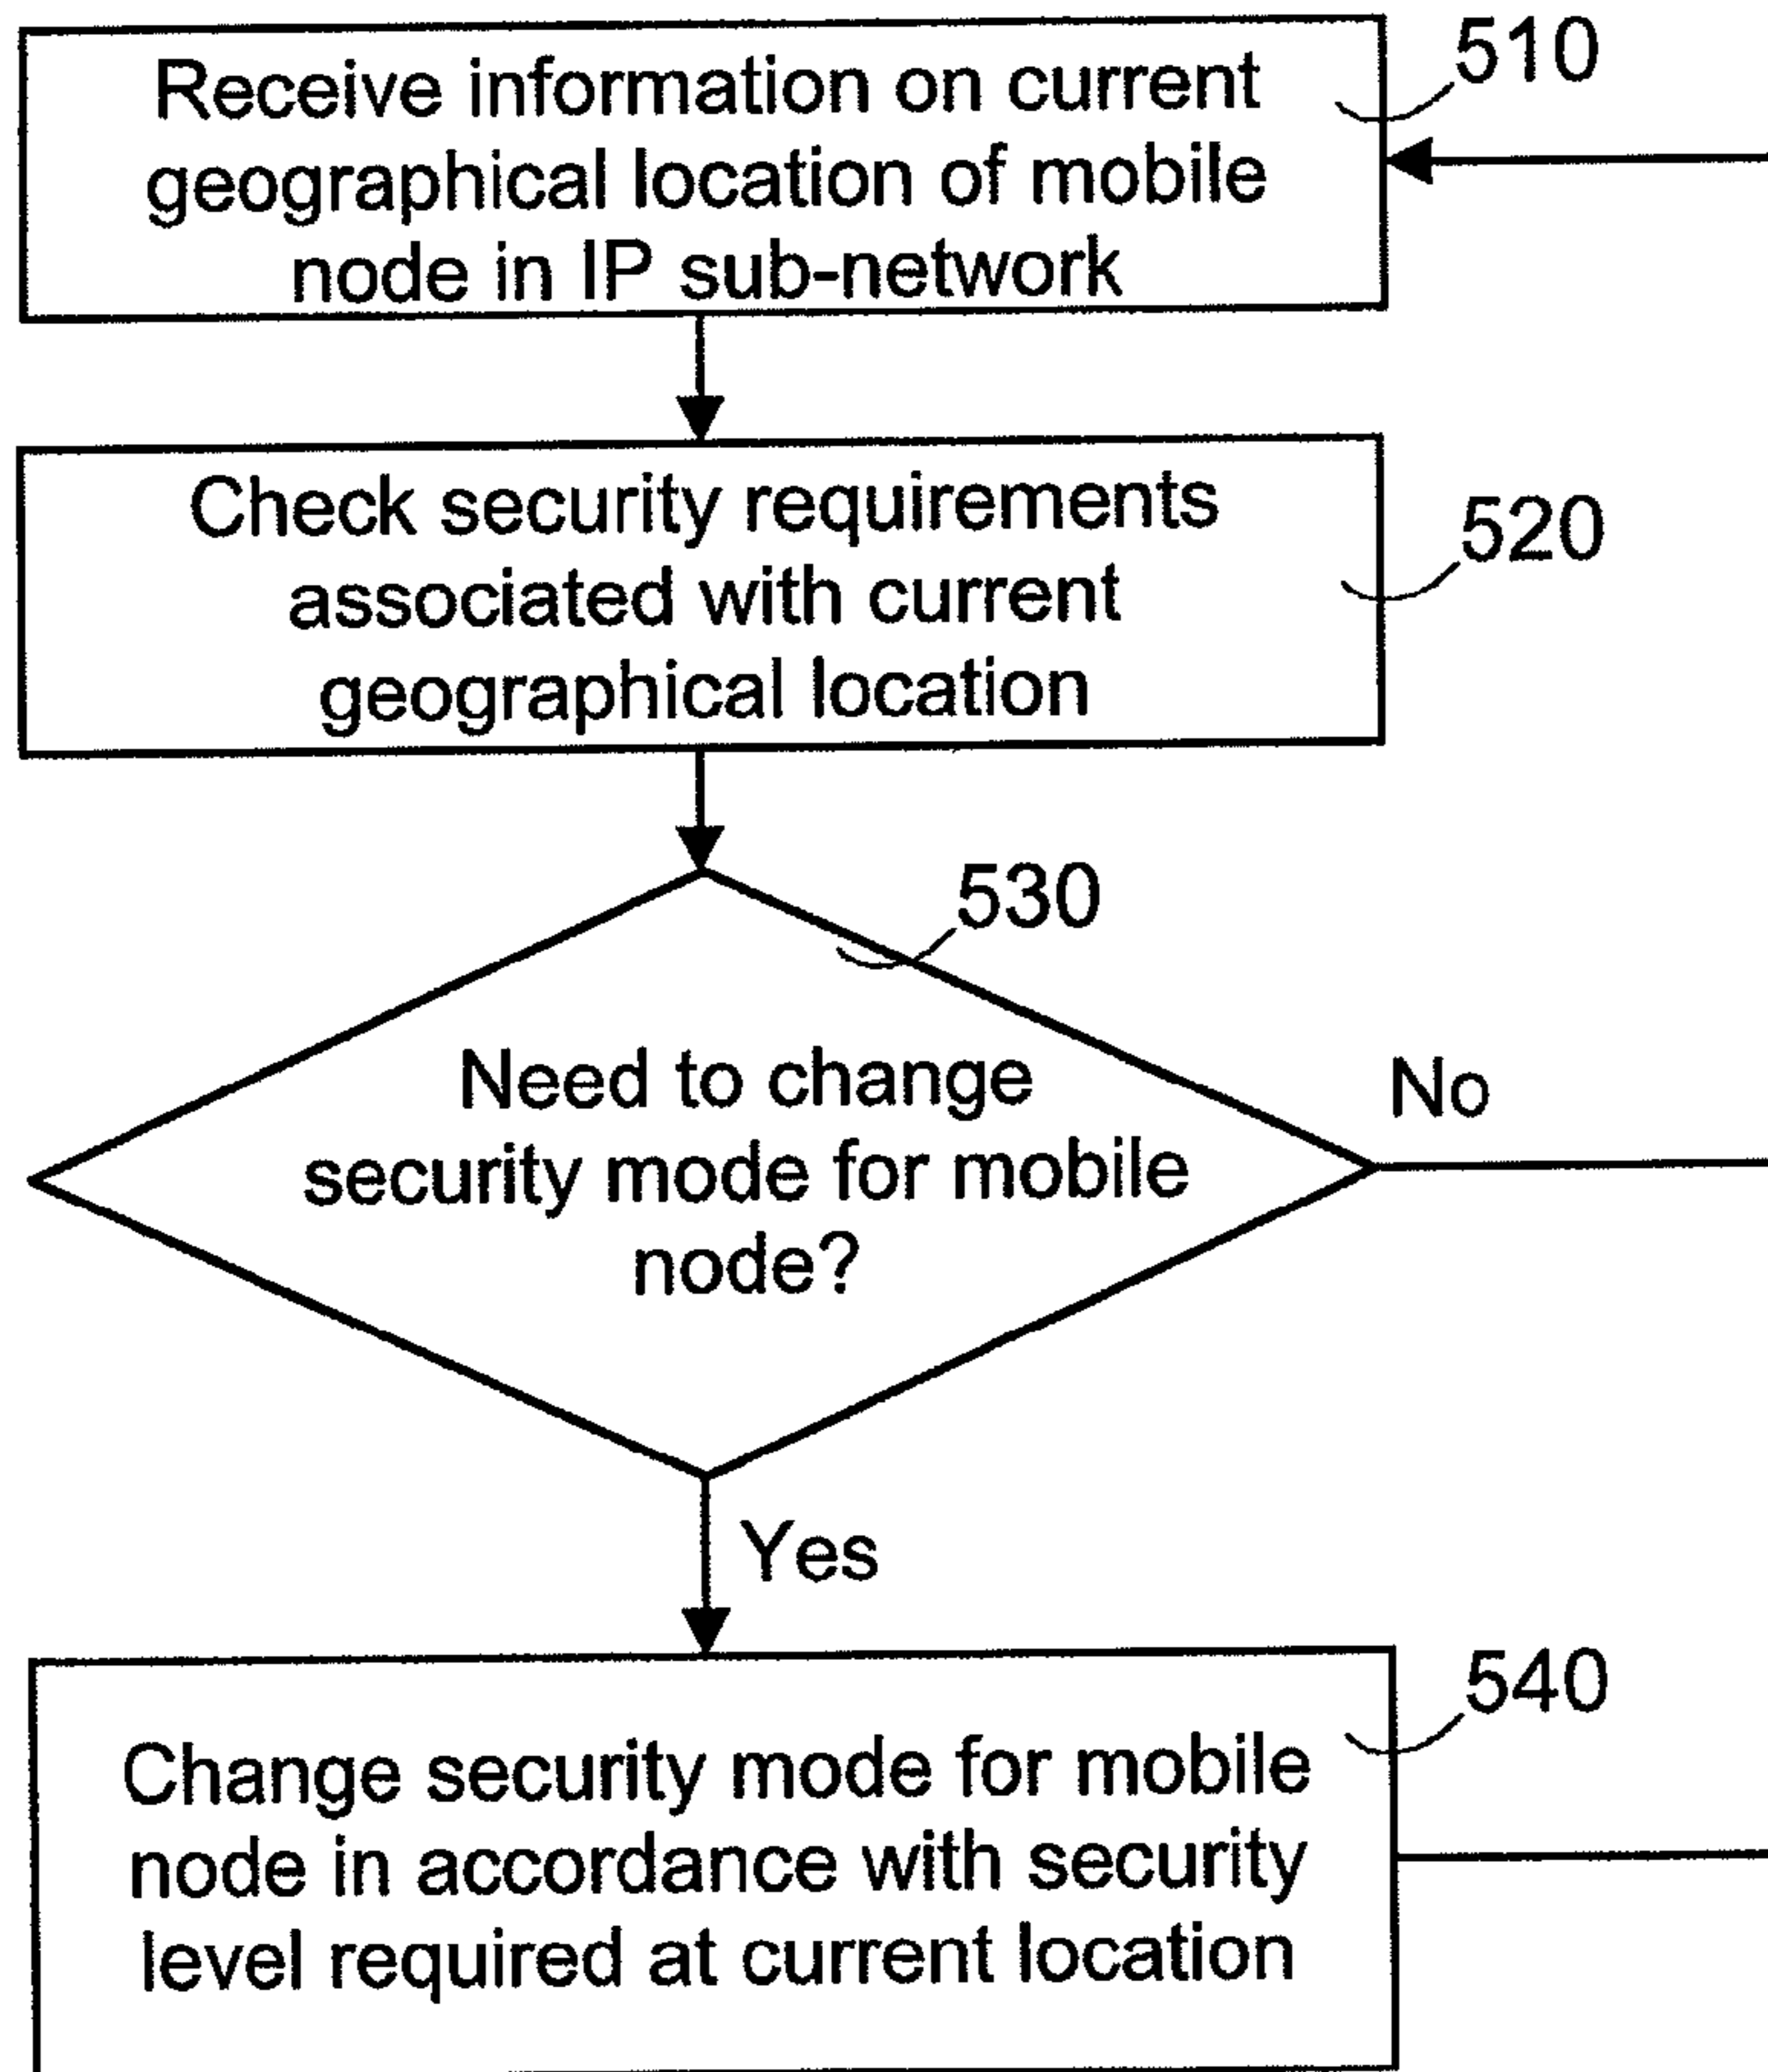 Receive information on current
geographical location of mobile
node in IP sub-network
510
Check security requirements
associated with current
geographical location
520
530
Need to change
security mode for mobile
node?
No
Yes
540
Change security mode for mobile
node in accordance with security
level required at current location